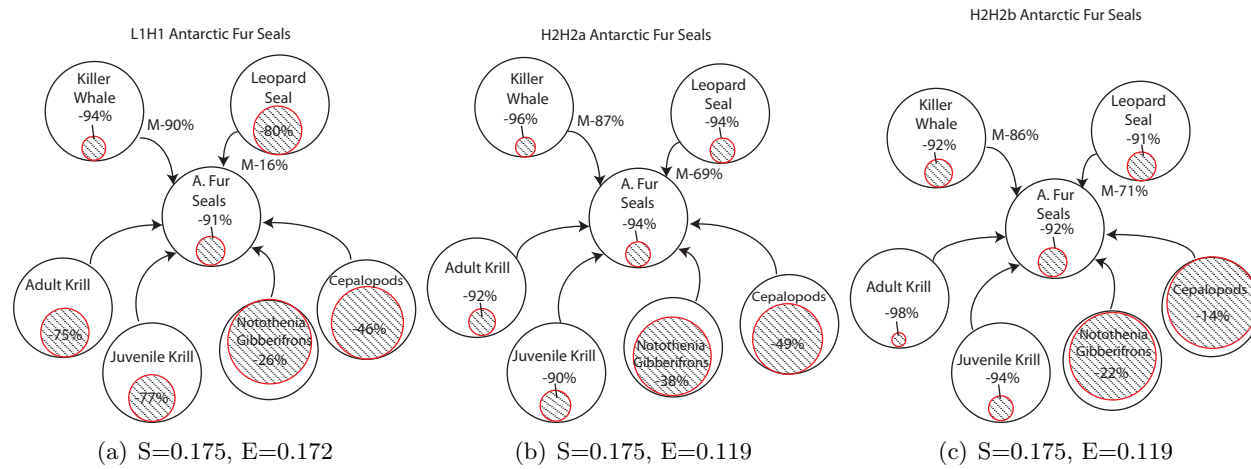 L1H1 Antarctic Fur Seals
Killer
Whale
-94%
M-90%
Leopard
Seal
-80%
M-16%
A. Fur
Seals
-91%
Adult Krill
-75%
Juvenile Krill
-77%
Notothenia
Gibberifrons
-26%
Cepalopods
-46%
(a) S=0.175, E=0.172
H2H2a Antarctic Fur Seals
Killer
Whale
-96%
M-87%
Leopard
Seal
-94%
M-69%
A. Fur
Seals
-94%
Adult Krill
-92%
Juvenile Krill
-90%
Notothenia
Gibberifrons
-38%
Cepalopods
-49%
(b) S=0.175, E=0.119
H2H2b Antarctic Fur Seals
Killer
Whale
-92%
M-86%
Leopard
Seal
-91%
M-71%
A. Fur
Seals
-92%
Adult Krill
-98%
Juvenile Krill
-94%
Notothenia
Gibberifrons
-22%
Cepalopods
-14%
(c) S=0.175, E=0.119